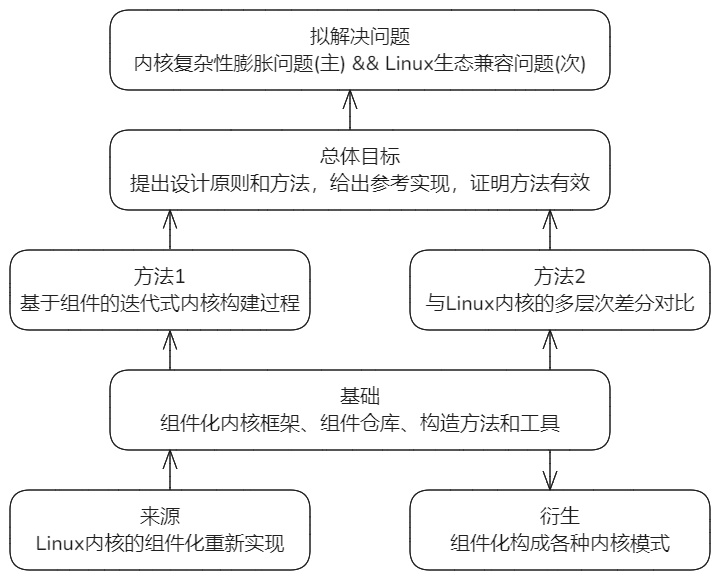 拟解决问题
内核复杂性膨胀问题(主) && Linux生态兼容问题(次)
总体目标
提出设计原则和方法，给出参考实现，证明方法有效
方法1
基于组件的迭代式内核构建过程
方法2
与Linux内核的多层次差分对比
基础
组件化内核框架、组件仓库、构造方法和工具
来源
Linux内核的组件化重新实现
衍生
组件化构成各种内核模式